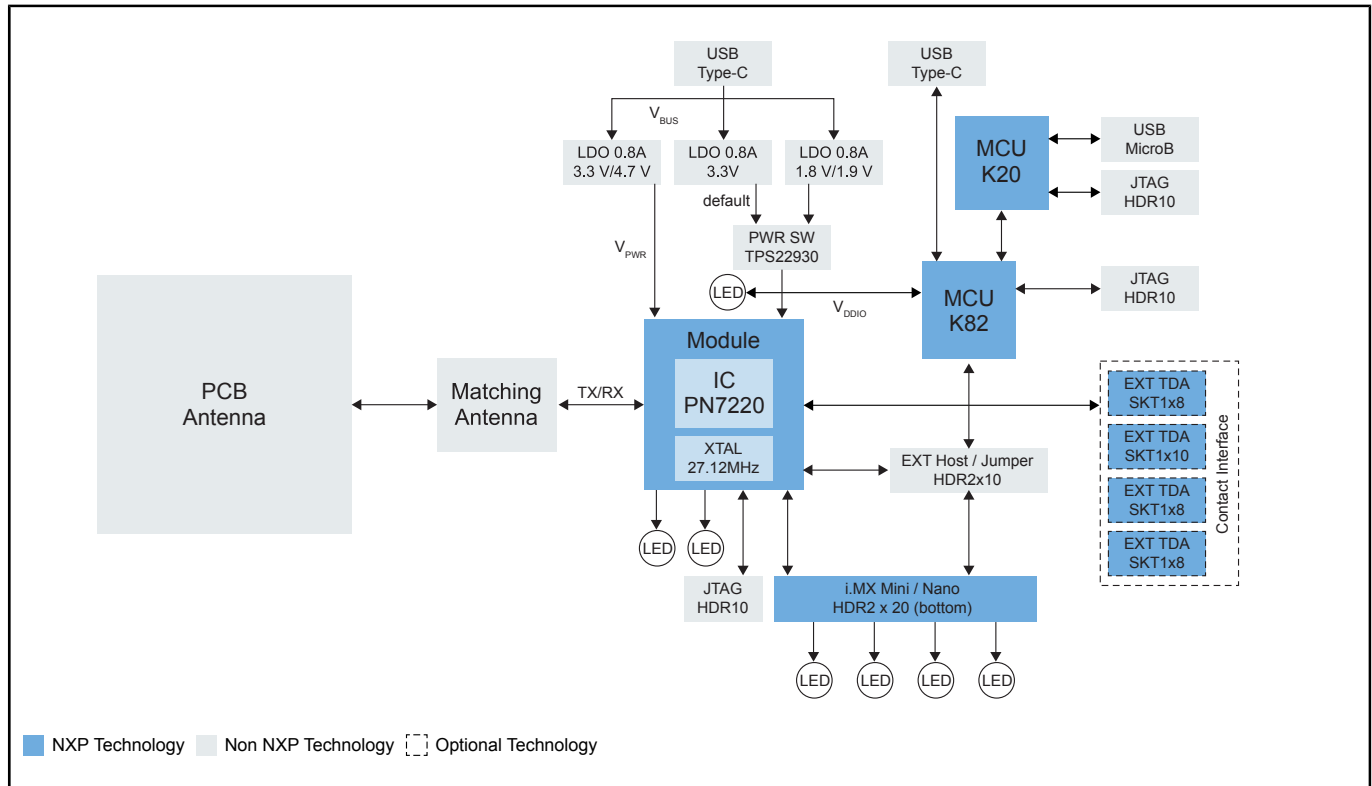 USB
Type-C
USB
Type-C
V_BUS
LDO 0.8A
3.3 V/4.7 V
LDO 0.8A
3.3V
LDO 0.8A
1.8 V/1.9 V
MCU
K20
USB
MicroB
JTAG
HDR10
default
V_PWR
PWR SW
TPS22930
LED
V_DDIO
MCU
K82
JTAG
HDR10
PCB
Antenna
Matching
Antenna
TX/RX
Module
IC
PN7220
XTAL
27.12MHz
EXT Host / Jumper
HDR2x10
EXT TDA
SKT1x8
EXT TDA
SKT1x10
EXT TDA
SKT1x8
EXT TDA
SKT1x8
Contact Interface
LED
LED
JTAG
HDR10
i.MX Mini / Nano
HDR2 x 20 (bottom)
LED
LED
LED
LED
NXP Technology
Non NXP Technology
Optional Technology